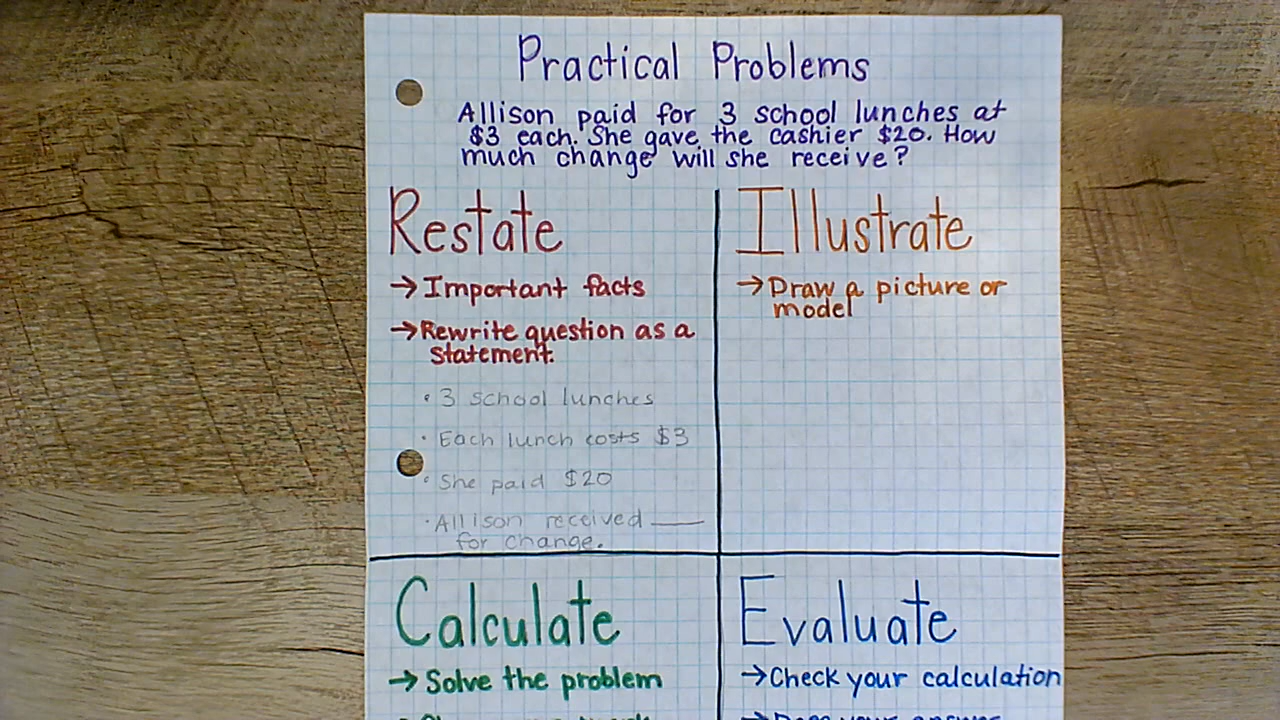 Practical Problems
Allison paid for 3 school lunches at
$3 each. She gave the cashier $20. How
much change will she receive?
Restate
→Important facts
→Rewrite question as a
statement.
• 3 school lunches
• Each lunch costs $3
• She paid $20
• Allison received ____
for change.
Illustrate
→Draw a picture or
model
Calculate
→Solve the problem
Evaluate
→Check your calculation